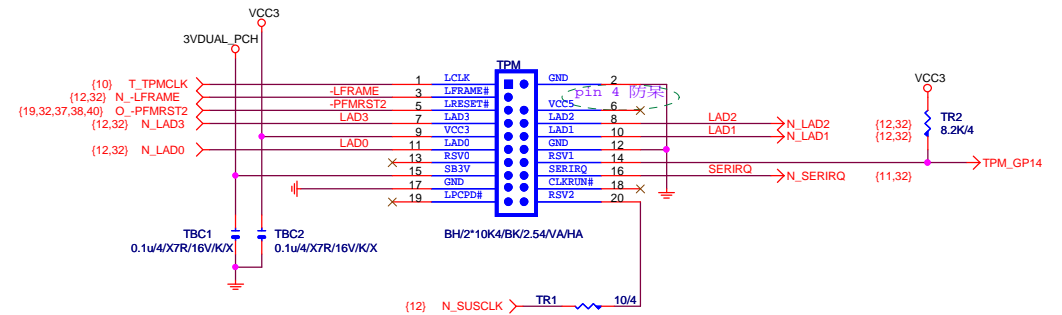 VCC3
3VDUAL_PCH
TPM
{10} T_TPMCLK 1 LCLK GND 2
{12,32} N_-LFRAME -LFRAME 3 LFRAME# pin 4 防呆
{19,32,37,38,40} O_-PFMRST2 -PFMRST2 5 LRESET# VCC5 6
{12,32} N_LAD3 LAD3 7 LAD3 LAD2 8 LAD2 N_LAD2 {12,32}
9 VCC3 LAD1 10 LAD1 N_LAD1 {12,32}
{12,32} N_LAD0 LAD0 11 LAD0 GND 12
13 RSV0 RSV1 14 TPM_GP14
15 SB3V SERIRQ 16 SERIRQ N_SERIRQ {11,32}
17 GND CLKRUN# 18
19 LPCPD# RSV2 20
VCC3
TR2
8.2K/4
TBC1
0.1u/4/X7R/16V/K/X
TBC2
0.1u/4/X7R/16V/K/X
BH/2*10K4/BK/2.54/VA/HA
{12} N_SUSCLK TR1 10/4